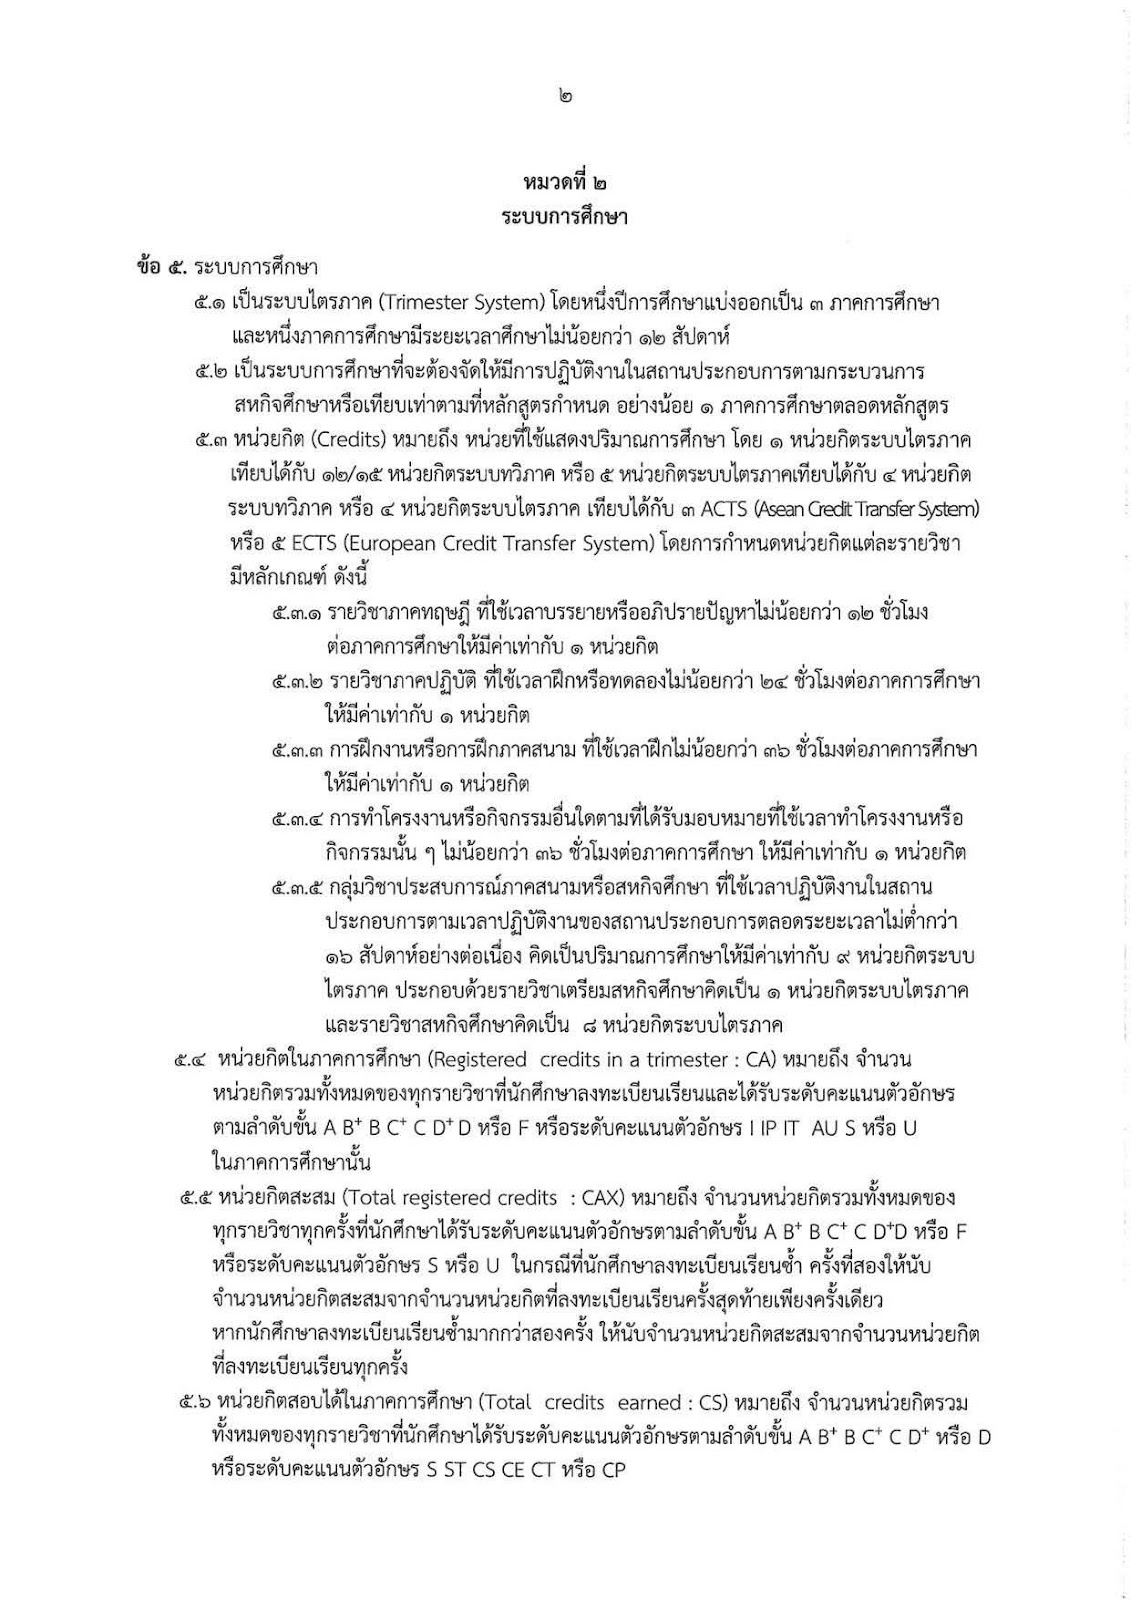 ๒
หมวดที่ ๒
ระบบการศึกษา
ข้อ ๕. ระบบการศึกษา
๕.๑ เป็นระบบไตรภาค (Trimester System) โดยหนึ่งปีการศึกษาแบ่งออกเป็น ๓ ภาคการศึกษา
และหนึ่งภาคการศึกษามีระยะเวลาศึกษาไม่น้อยกว่า ๑๒ สัปดาห์
๕.๒ เป็นระบบการศึกษาที่จะต้องจัดให้มีการปฏิบัติงานในสถานประกอบการตามกระบวนการ
สหกิจศึกษาหรือเทียบเท่าตามที่หลักสูตรกำหนด อย่างน้อย ๑ ภาคการศึกษาตลอดหลักสูตร
๕.๓ หน่วยกิต (Credits) หมายถึง หน่วยที่ใช้แสดงปริมาณการศึกษา โดย ๑ หน่วยกิตระบบไตรภาค
เทียบได้กับ ๑๒/๑๕ หน่วยกิตระบบทวิภาค หรือ ๕ หน่วยกิตระบบไตรภาคเทียบได้กับ ๔ หน่วยกิต
ระบบทวิภาค หรือ ๔ หน่วยกิตระบบไตรภาค เทียบได้กับ ๓ ACTS (Asean Credit Transfer System)
หรือ ๕ ECTS (European Credit Transfer System) โดยการกำหนดหน่วยกิตแต่ละรายวิชา
มีหลักเกณฑ์ ดังนี้
๕.๓.๑ รายวิชาภาคทฤษฎี ที่ใช้เวลาบรรยายหรืออภิปรายปัญหาไม่น้อยกว่า ๑๒ ชั่วโมง
ต่อภาคการศึกษาให้มีค่าเท่ากับ ๑ หน่วยกิต
๕.๓.๒ รายวิชาภาคปฏิบัติ ที่ใช้เวลาฝึกหรือทดลองไม่น้อยกว่า ๒๔ ชั่วโมงต่อภาคการศึกษา
ให้มีค่าเท่ากับ ๑ หน่วยกิต
๕.๓.๓ การฝึกงานหรือการฝึกภาคสนาม ที่ใช้เวลาฝึกไม่น้อยกว่า ๓๖ ชั่วโมงต่อภาคการศึกษา
ให้มีค่าเท่ากับ ๑ หน่วยกิต
๕.๓.๔ การทำโครงงานหรือกิจกรรมอื่นใดตามที่ได้รับมอบหมายที่ใช้เวลาทำโครงงานหรือ
กิจกรรมนั้น ๆ ไม่น้อยกว่า ๓๖ ชั่วโมงต่อภาคการศึกษา ให้มีค่าเท่ากับ ๑ หน่วยกิต
๕.๓.๕ กลุ่มวิชาประสบการณ์ภาคสนามหรือสหกิจศึกษา ที่ใช้เวลาปฏิบัติงานในสถาน
ประกอบการตามเวลาปฏิบัติงานของสถานประกอบการตลอดระยะเวลาไม่ต่ำกว่า
๑๖ สัปดาห์อย่างต่อเนื่อง คิดเป็นปริมาณการศึกษาให้มีค่าเท่ากับ ๙ หน่วยกิตระบบ
ไตรภาค ประกอบด้วยรายวิชาเตรียมสหกิจศึกษาคิดเป็น ๑ หน่วยกิตระบบไตรภาค
และรายวิชาสหกิจศึกษาคิดเป็น ๘ หน่วยกิตระบบไตรภาค
๕.๔ หน่วยกิตในภาคการศึกษา (Registered credits in a trimester : CA) หมายถึง จำนวน
หน่วยกิตรวมทั้งหมดของทุกรายวิชาที่นักศึกษาลงทะเบียนเรียนและได้รับระดับคะแนนตัวอักษร
ตามลำดับขั้น A B⁺ B C⁺ C D⁺ D หรือ F หรือระดับคะแนนตัวอักษร I IP IT AU S หรือ U
ในภาคการศึกษานั้น
๕.๕ หน่วยกิตสะสม (Total registered credits : CAX) หมายถึง จำนวนหน่วยกิตรวมทั้งหมดของ
ทุกรายวิชาทุกครั้งที่นักศึกษาได้รับระดับคะแนนตัวอักษรตามลำดับขั้น A B⁺ B C⁺ C D⁺D หรือ F
หรือระดับคะแนนตัวอักษร S หรือ U ในกรณีที่นักศึกษาลงทะเบียนเรียนซ้ำ ครั้งที่สองให้นับ
จำนวนหน่วยกิตสะสมจากจำนวนหน่วยกิตที่ลงทะเบียนเรียนครั้งสุดท้ายเพียงครั้งเดียว
หากนักศึกษาลงทะเบียนเรียนซ้ำมากกว่าสองครั้ง ให้นับจำนวนหน่วยกิตสะสมจากจำนวนหน่วยกิต
ที่ลงทะเบียนเรียนทุกครั้ง
๕.๖ หน่วยกิตสอบได้ในภาคการศึกษา (Total credits earned : CS) หมายถึง จำนวนหน่วยกิตรวม
ทั้งหมดของทุกรายวิชาที่นักศึกษาได้รับระดับคะแนนตัวอักษรตามลำดับขั้น A B⁺ B C⁺ C D⁺ หรือ D
หรือระดับคะแนนตัวอักษร S ST CS CE CT หรือ CP